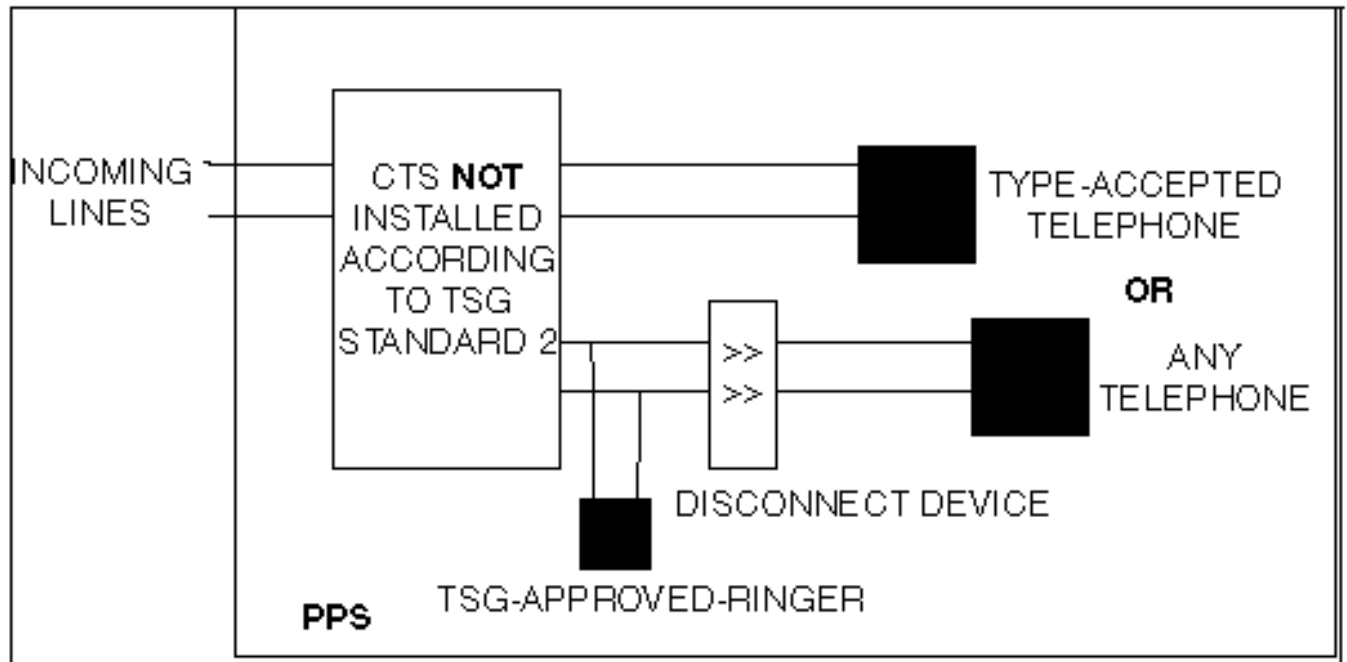 INCOMING
LINES
CTS NOT
INSTALLED
ACCORDING
TO TSG
STANDARD 2
TYPE-ACCEPTED
TELEPHONE
OR
>>
>>
ANY
TELEPHONE
DISCONNECT DEVICE
TSG-APPROVED-RINGER
PPS